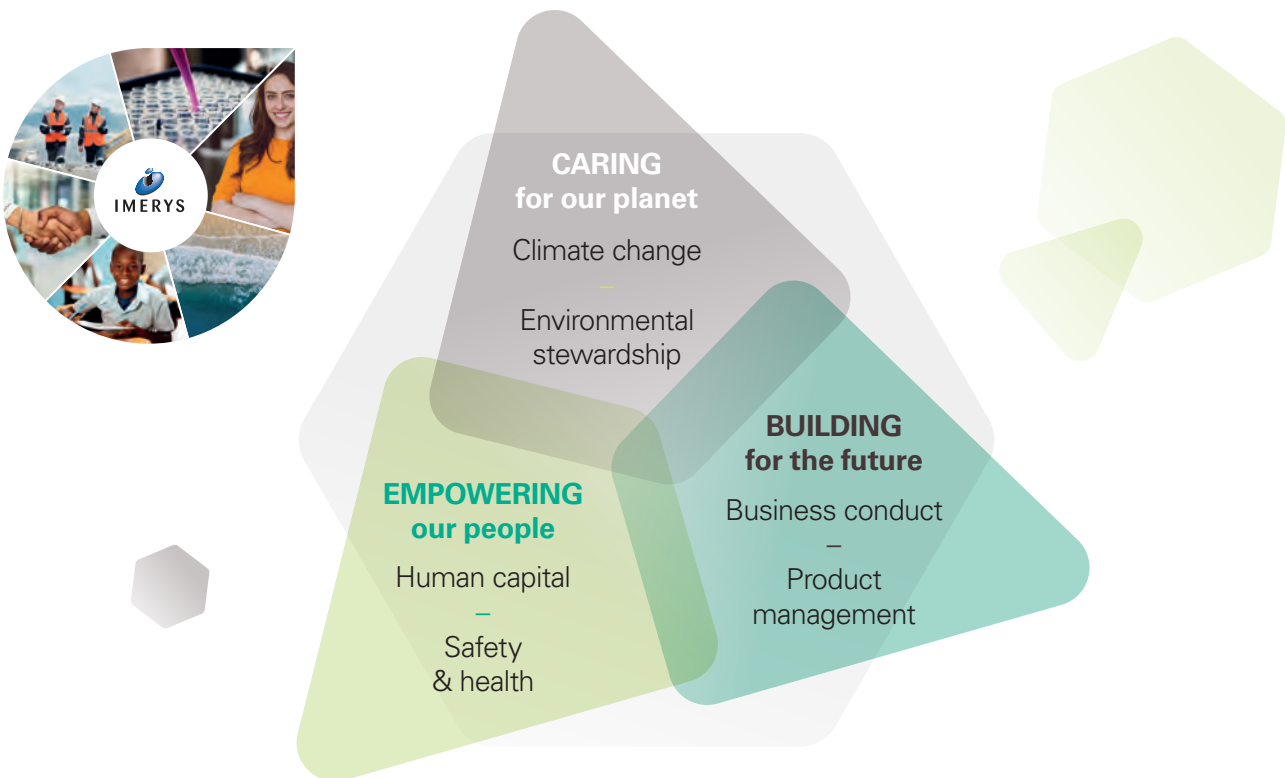 IMERYS
CARING
for our planet
Climate change
–
Environmental
stewardship
EMPOWERING
our people
Human capital
–
Safety
& health
BUILDING
for the future
Business conduct
–
Product
management